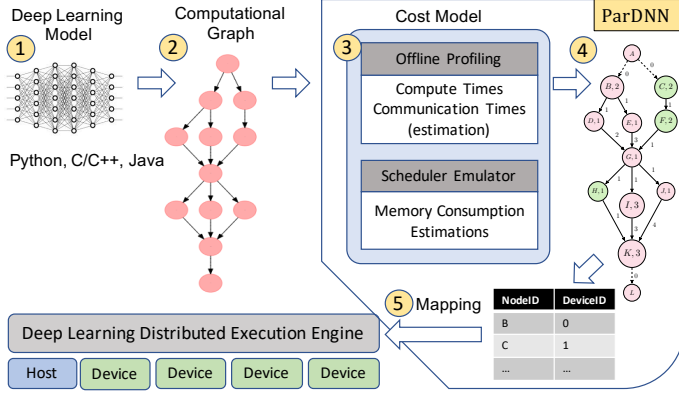 Deep Learning
Model
1
Python, C/C++, Java
Computational
Graph
2
Cost Model
ParDNN
3
Offline Profiling
Compute Times
Communication Times
(estimation)
Scheduler Emulator
Memory Consumption
Estimations
4
A
0
0
B, 2
C, 2
1
1
1
D, 1
E, 1
F, 2
2
3
1
G, 1
1
1
1
H, 1
I, 3
J, 1
1
3
4
K, 3
0
L
5 Mapping
NodeID DeviceID
B 0
C 1
... ...
Deep Learning Distributed Execution Engine
Host Device Device Device Device